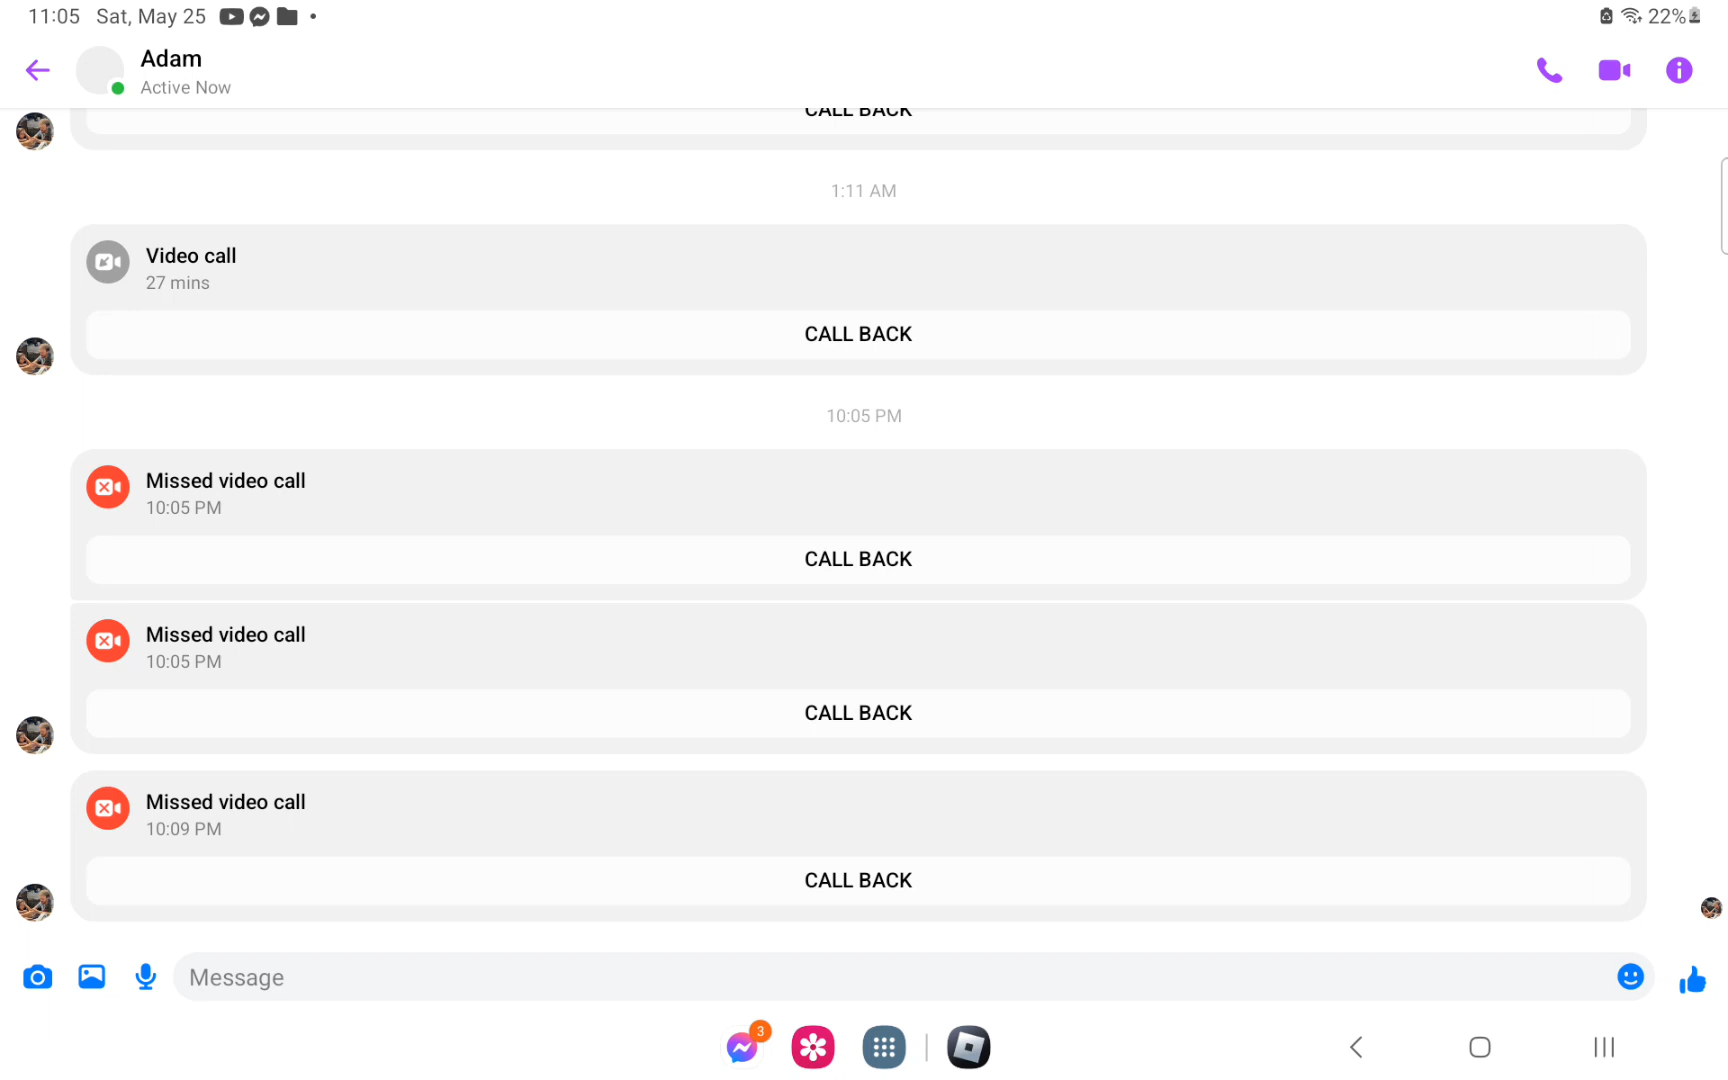 11:05 Sat, May 25 • 22%
Adam
Active Now
CALL BACK
1:11 AM
Video call
27 mins
CALL BACK
10:05 PM
Missed video call
10:05 PM
CALL BACK
Missed video call
10:05 PM
CALL BACK
Missed video call
10:09 PM
CALL BACK
Message
3